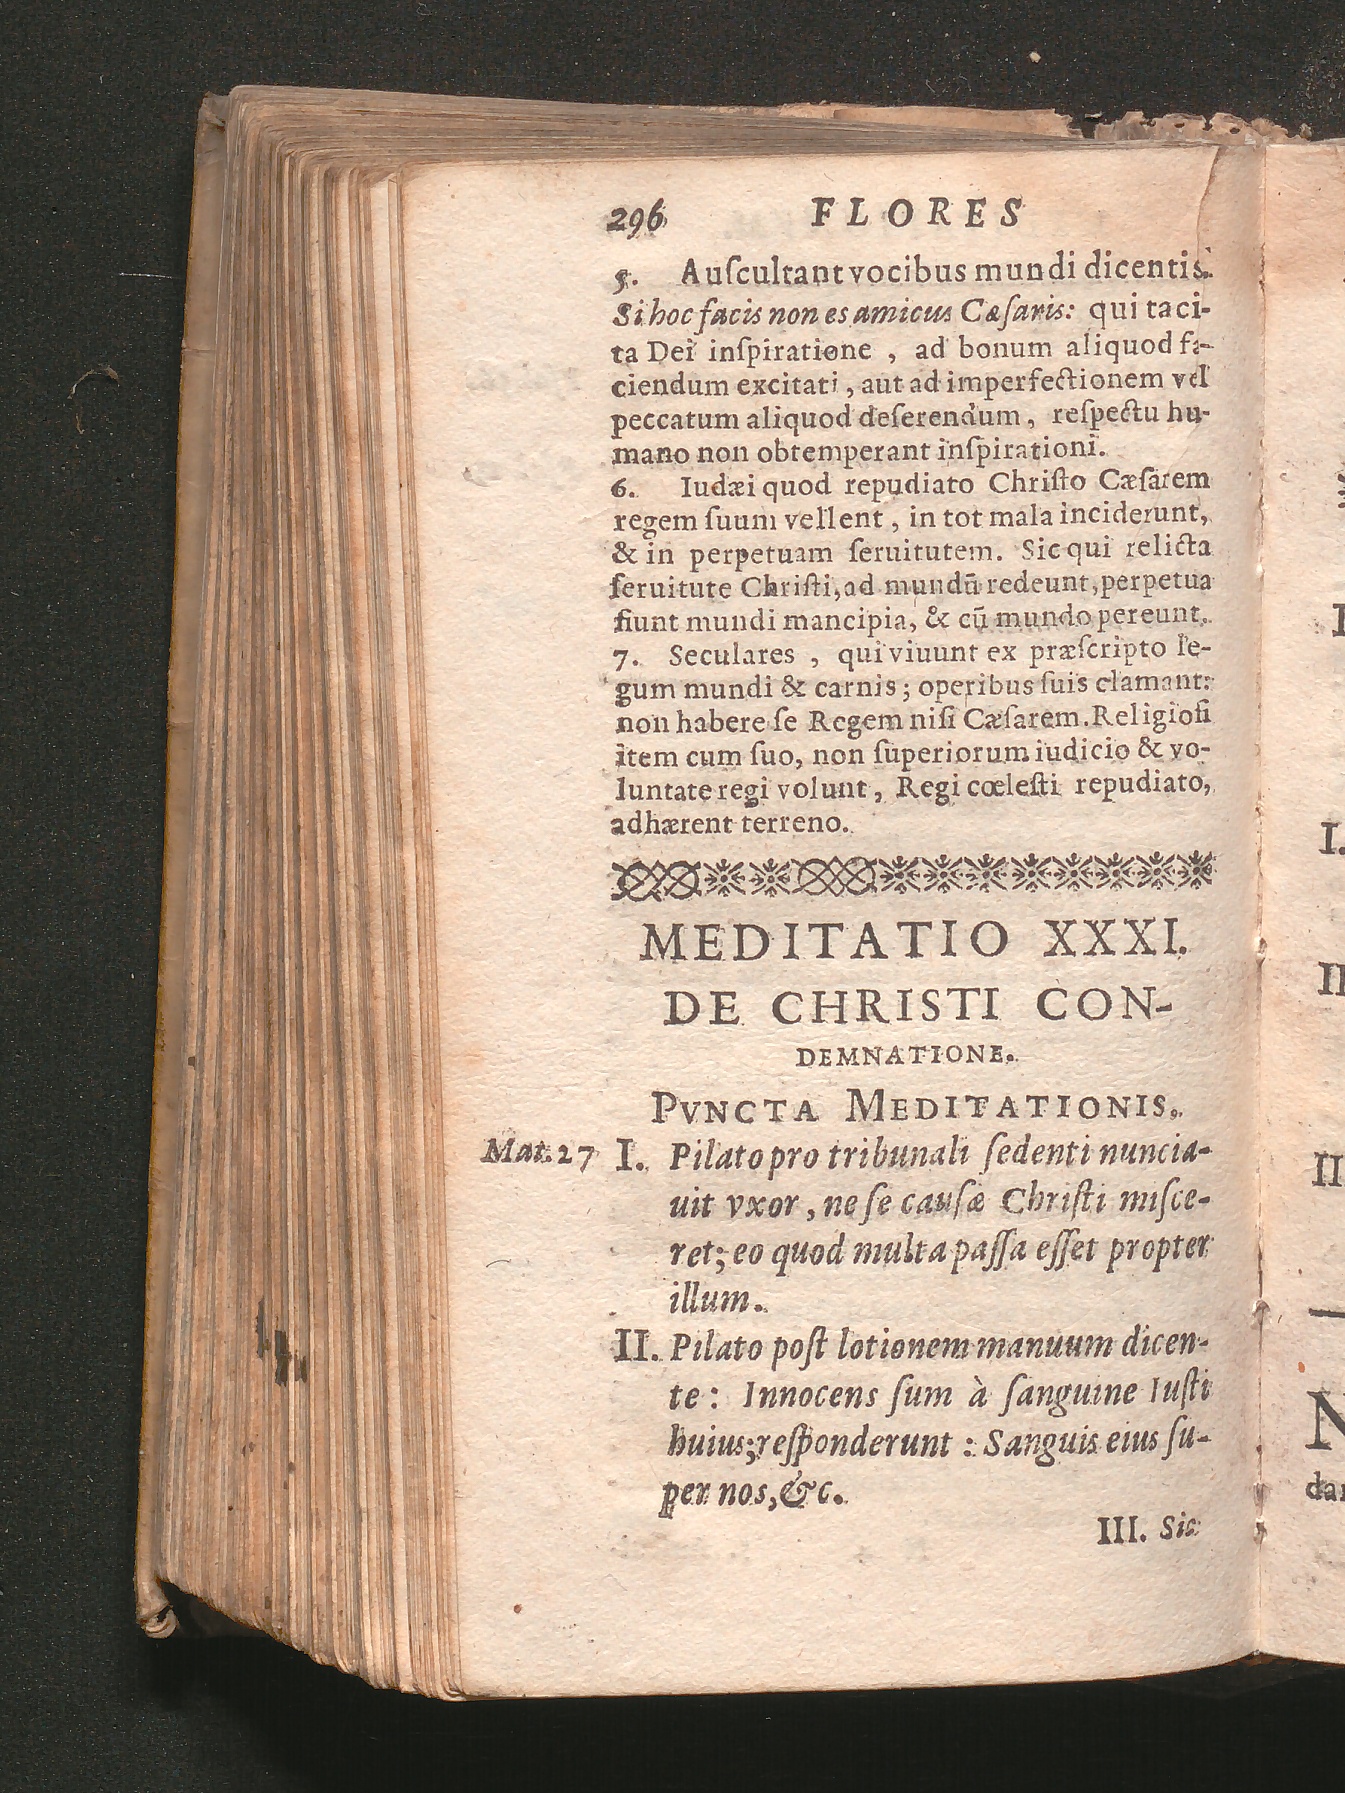 296 FLORES
5. Auſcultant vocibus mundi dicentis.
Si hoc facis non es amicus Cæſaris: qui taci-
ta Dei inſpiratione , ad bonum aliquod fa-
ciendum excitati , aut ad imperfectionem vel
peccatum aliquod deſerendum , reſpectu hu-
mano non obtemperant inſpirationi.
6. Iudæi quod repudiato Chriſto Cæſarem
regem ſuum vellent , in tot mala inciderunt,
& in perpetuam ſeruitutem. Sic qui relicta
ſeruitute Chriſti, ad mundū redeunt, perpetua
fiunt mundi mancipia, & cū mundo pereunt.
7. Seculares , qui viuunt ex præſcripto le-
gum mundi & carnis ; operibus ſuis clamant:
non habere ſe Regem niſi Cæſarem. Religioſi
item cum ſuo, non ſuperiorum iudicio & vo-
luntate regi volunt , Regi cœleſti repudiato,
adhærent terreno.
MEDITATIO XXXI.
DE CHRISTI CON-
DEMNATIONE.
PVNCTA MEDITATIONIS.
Mat. 27 I. Pilato pro tribunali ſedenti nuncia-
uit vxor , ne ſe cauſæ Chriſti miſce-
ret; eo quod multa paſſa eſſet propter
illum.
II. Pilato poſt lotionem manuum dicen-
te : Innocens ſum à ſanguine Iuſti
huius; reſponderunt : Sanguis eius ſu-
per nos, &c.
III. Sic